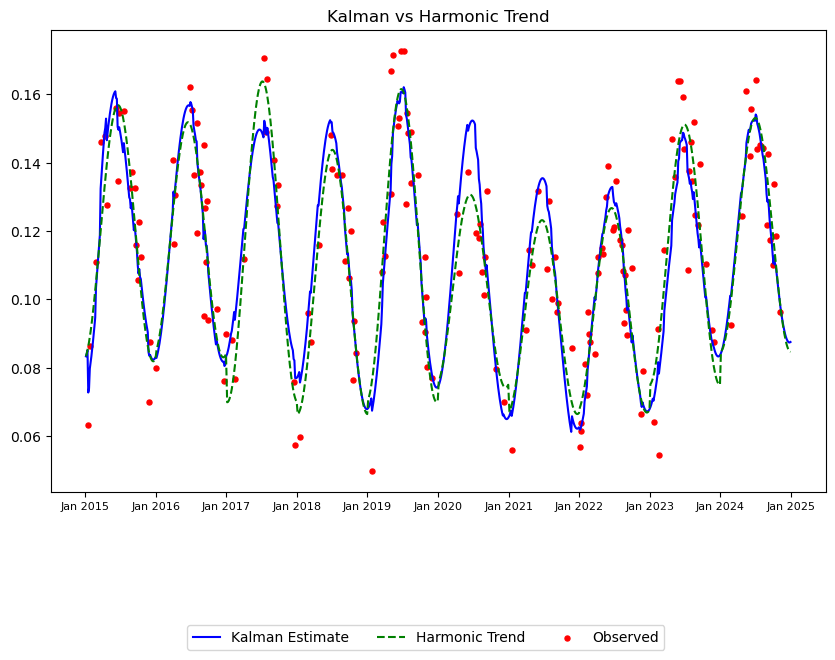 Kalman vs Harmonic Trend
0.16
0.14
0.12
0.10
0.08
0.06
Jan 2015 Jan 2016 Jan 2017 Jan 2018 Jan 2019 Jan 2020 Jan 2021 Jan 2022 Jan 2023 Jan 2024 Jan 2025
Kalman Estimate Harmonic Trend Observed